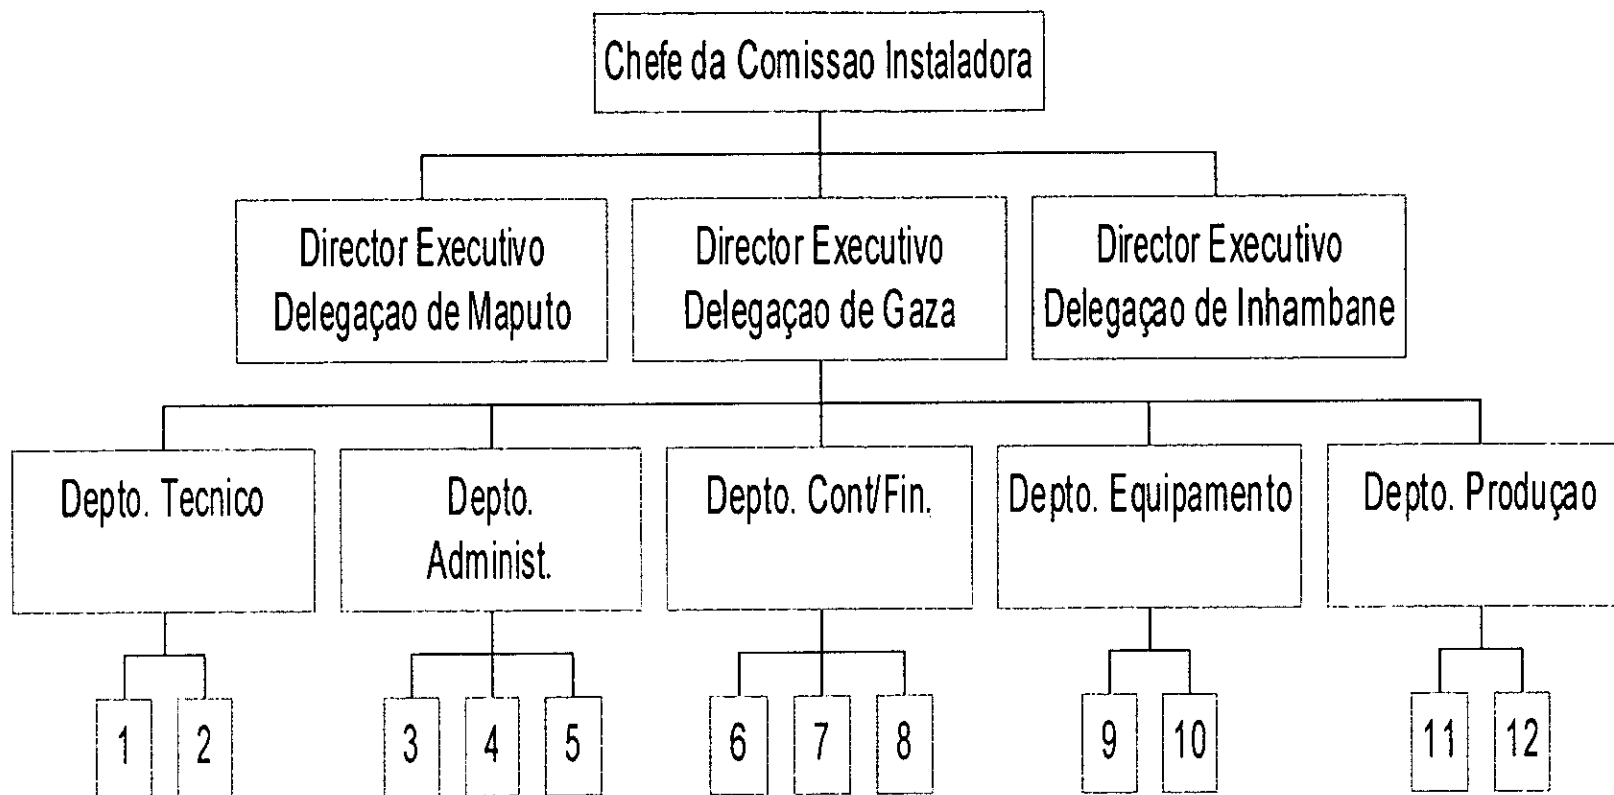 Chefe da Comissao Instaladora
Director Executivo
Delegaçao de Maputo
Director Executivo
Delegaçao de Gaza
Director Executivo
Delegaçao de Inhambane
Depto. Tecnico
Depto.
Administ.
Depto. Cont/Fin.
Depto. Equipamento
Depto. Produçao
1
2
3
4
5
6
7
8
9
10
11
12